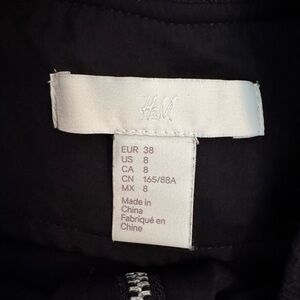 H&M
EUR 38
US 8
CA 8
CN 165/88A
MX 8
Made in
China
Fabriqué en
Chine